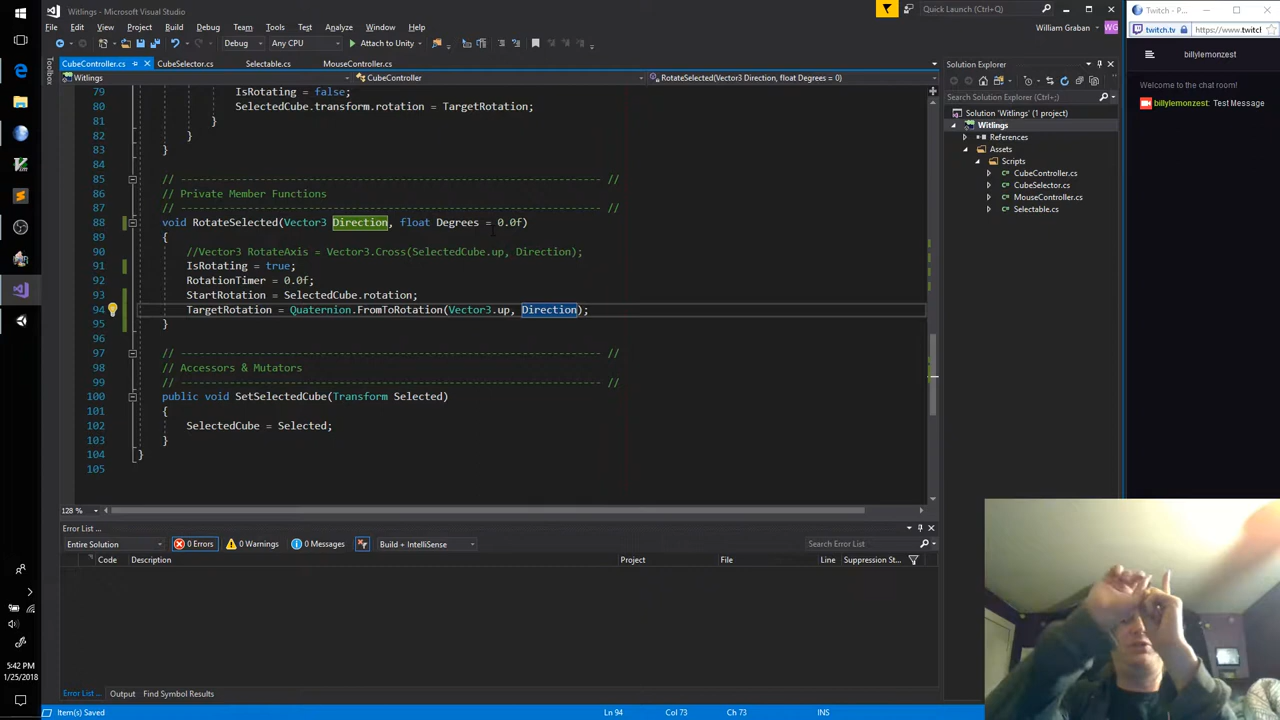 Witlings - Microsoft Visual Studio
Quick Launch (Ctrl+Q)
File Edit View Project Build Debug Team Tools Test Analyze Window Help
William Graban WG
Debug Any CPU Attach to Unity
CubeController.cs CubeSelector.cs Selectable.cs MouseController.cs
Witlings CubeController RotateSelected(Vector3 Direction, float Degrees = 0)
79 IsRotating = false;
80 SelectedCube.transform.rotation = TargetRotation;
81 }
82 }
83 }
84
85 // ---------------------------------------------------------------------- //
86 // Private Member Functions
87 // ---------------------------------------------------------------------- //
88 void RotateSelected(Vector3 Direction, float Degrees = 0.0f)
89 {
90 //Vector3 RotateAxis = Vector3.Cross(SelectedCube.up, Direction);
91 IsRotating = true;
92 RotationTimer = 0.0f;
93 StartRotation = SelectedCube.rotation;
94 TargetRotation = Quaternion.FromToRotation(Vector3.up, Direction);
95 }
96
97 // ---------------------------------------------------------------------- //
98 // Accessors & Mutators
99 // ---------------------------------------------------------------------- //
100 public void SetSelectedCube(Transform Selected)
101 {
102 SelectedCube = Selected;
103 }
104 }
105
128 %
Error List ...
Entire Solution 0 Errors 0 Warnings 0 Messages Build + IntelliSense Search Error List
Code Description Project File Line Suppression St...
Error List ... Output Find Symbol Results
Item(s) Saved Ln 94 Col 73 Ch 73 INS
Toolbox
Solution Explorer
Search Solution Explorer (Ctrl+;)
Solution 'Witlings' (1 project)
Witlings
References
Assets
Scripts
CubeController.cs
CubeSelector.cs
MouseController.cs
Selectable.cs
Twitch - P...
twitch.tv https://www.twitcl
billylemonzest
Welcome to the chat room!
billylemonzest: Test Message
5:42 PM
1/25/2018